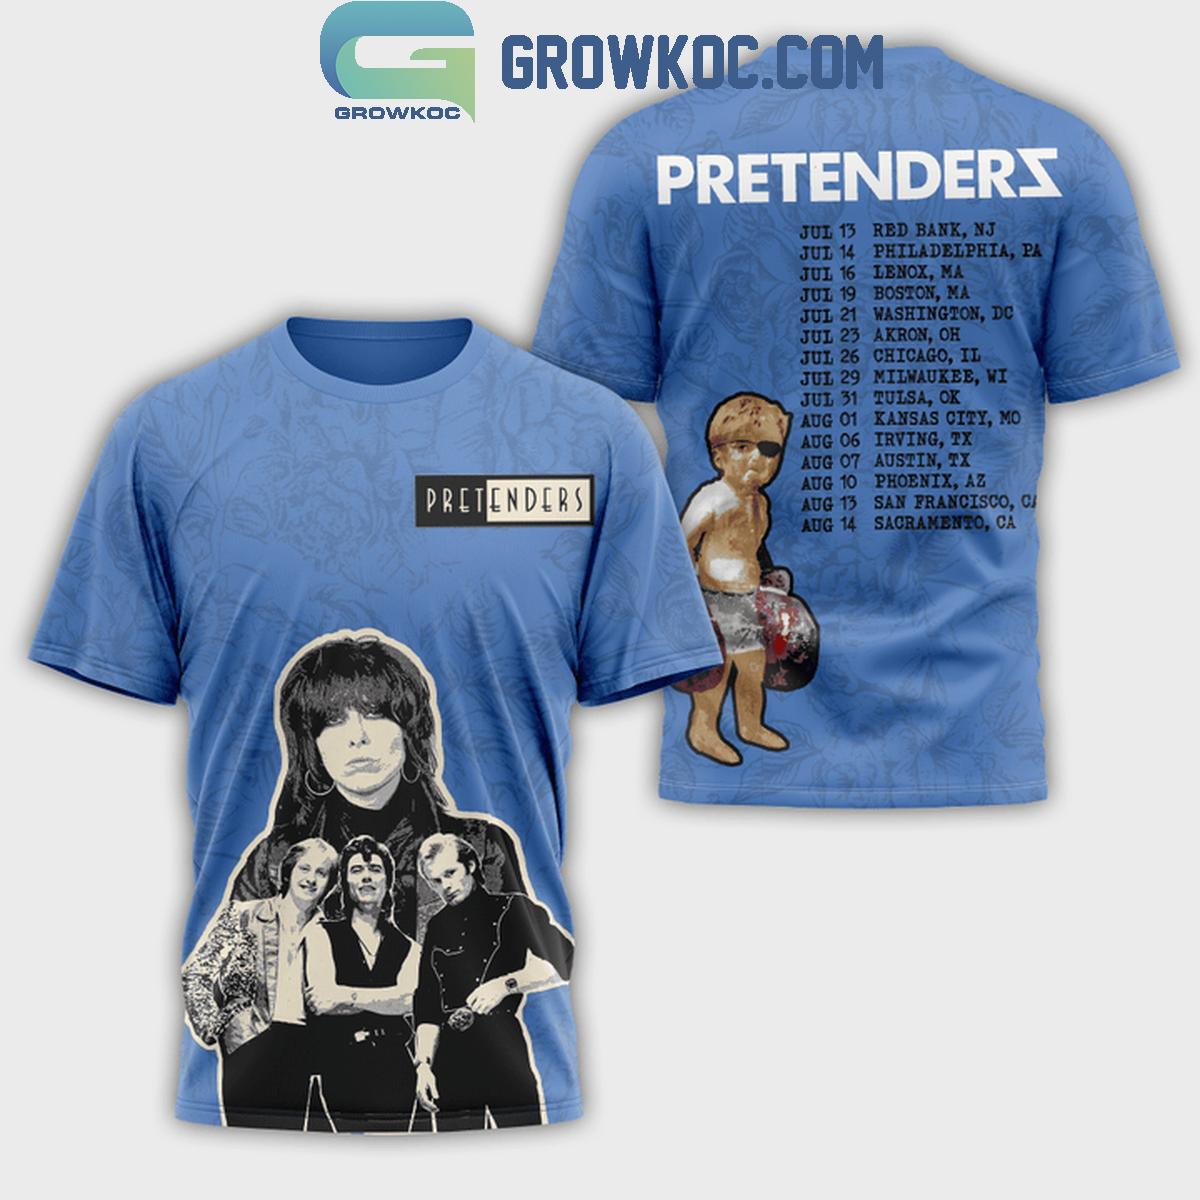 GROWKOC
GROWKOC.COM
PRETENDERS
JUL 13 RED BANK, NJ
JUL 14 PHILADELPHIA, PA
JUL 16 LENOX, MA
JUL 19 BOSTON, MA
JUL 21 WASHINGTON, DC
JUL 23 AKRON, OH
JUL 26 CHICAGO, IL
JUL 29 MILWAUKEE, WI
JUL 31 TULSA, OK
AUG 01 KANSAS CITY, MO
AUG 06 IRVING, TX
AUG 07 AUSTIN, TX
AUG 10 PHOENIX, AZ
AUG 13 SAN FRANCISCO, CA
AUG 14 SACRAMENTO, CA
PRETENDERS